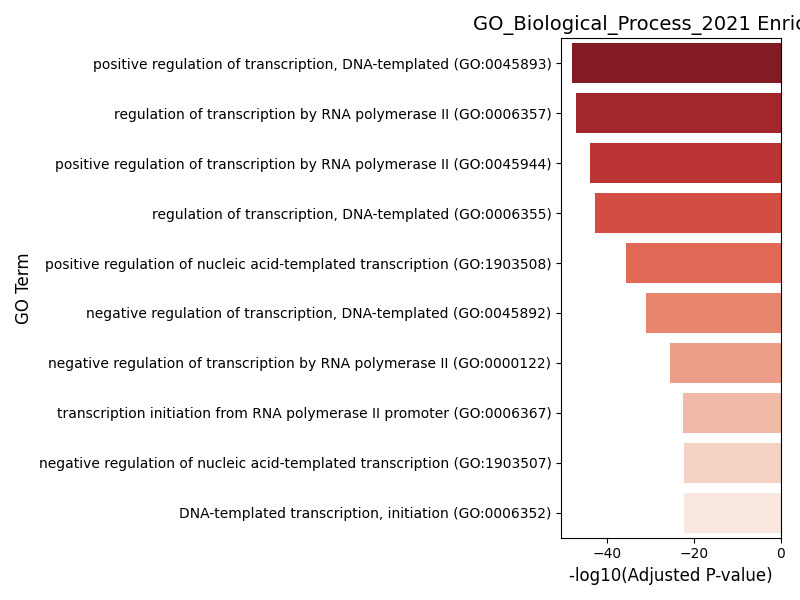 GO_Biological_Process_2021 Enric
positive regulation of transcription, DNA-templated (GO:0045893)
regulation of transcription by RNA polymerase II (GO:0006357)
positive regulation of transcription by RNA polymerase II (GO:0045944)
regulation of transcription, DNA-templated (GO:0006355)
positive regulation of nucleic acid-templated transcription (GO:1903508)
negative regulation of transcription, DNA-templated (GO:0045892)
negative regulation of transcription by RNA polymerase II (GO:0000122)
transcription initiation from RNA polymerase II promoter (GO:0006367)
negative regulation of nucleic acid-templated transcription (GO:1903507)
DNA-templated transcription, initiation (GO:0006352)
GO Term
−40 −20 0
-log10(Adjusted P-value)